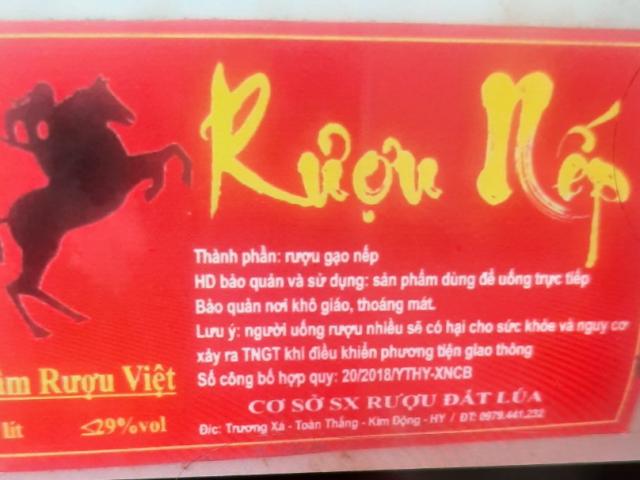 Rượu Nếp
Thành phần: rượu gạo nếp
HD bảo quản và sử dụng: sản phẩm dùng để uống trực tiếp
Bảo quản nơi khô giáo, thoáng mát.
Lưu ý: người uống rượu nhiều sẽ có hại cho sức khỏe và nguy cơ
xảy ra TNGT khi điều khiển phương tiện giao thông
Số công bố hợp quy: 20/2018/YTHY-XNCB
CƠ SỞ SX RƯỢU ĐẤT LÚA
Đ/c: Trương Xá - Toàn Thắng - Kim Động - HY / ĐT: 0979.441.232
Rượu Việt
lít ≤29%vol